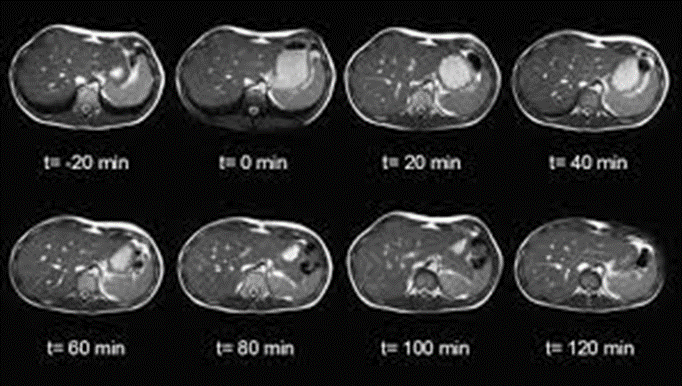 t= -20 min
t= 0 min
t= 20 min
t= 40 min
t= 60 min
t= 80 min
t= 100 min
t= 120 min